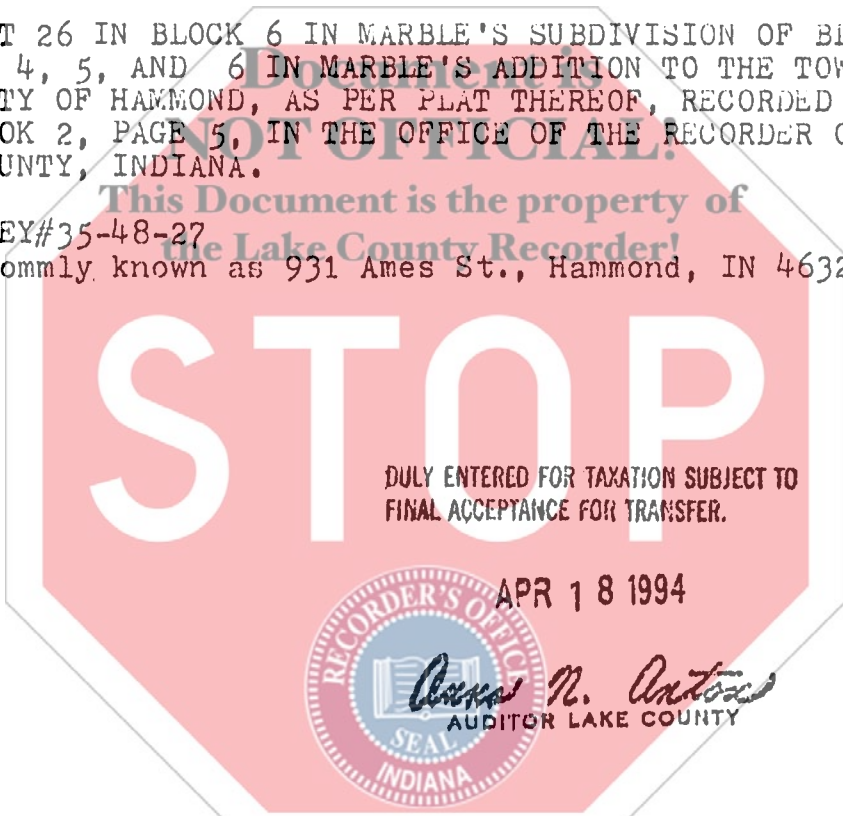 T 26 IN BLOCK 6 IN MARBLE'S SUBDIVISION OF BL
4, 5, AND 6 IN MARBLE'S ADDITION TO THE TOW
TY OF HAMMOND, AS PER PLAT THEREOF, RECORDED
OK 2, PAGE 5, IN THE OFFICE OF THE RECORDER O
UNTY, INDIANA.
EY#35-48-27
ommly known as 931 Ames St., Hammond, IN 4632
Document is
NOT OFFICIAL!
This Document is the property of
the Lake County Recorder!
STOP
DULY ENTERED FOR TAXATION SUBJECT TO
FINAL ACCEPTANCE FOR TRANSFER.
APR 18 1994
Anna N. Anton
AUDITOR LAKE COUNTY
RECORDER'S OFFICE
SEAL
INDIANA